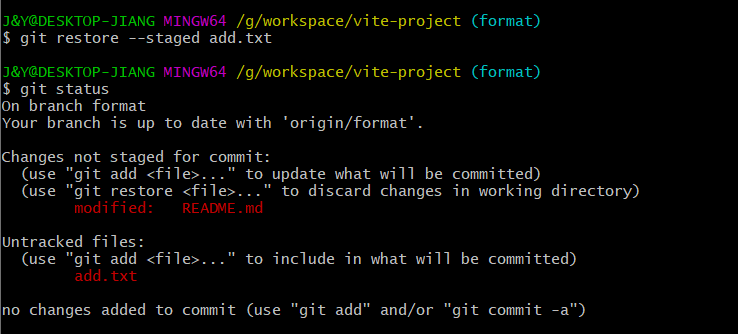 J&Y@DESKTOP-JIANG MINGW64 /g/workspace/vite-project (format)
$ git restore --staged add.txt
J&Y@DESKTOP-JIANG MINGW64 /g/workspace/vite-project (format)
$ git status
On branch format
Your branch is up to date with 'origin/format'.
Changes not staged for commit:
  (use "git add <file>..." to update what will be committed)
  (use "git restore <file>..." to discard changes in working directory)
        modified:   README.md
Untracked files:
  (use "git add <file>..." to include in what will be committed)
        add.txt
no changes added to commit (use "git add" and/or "git commit -a")